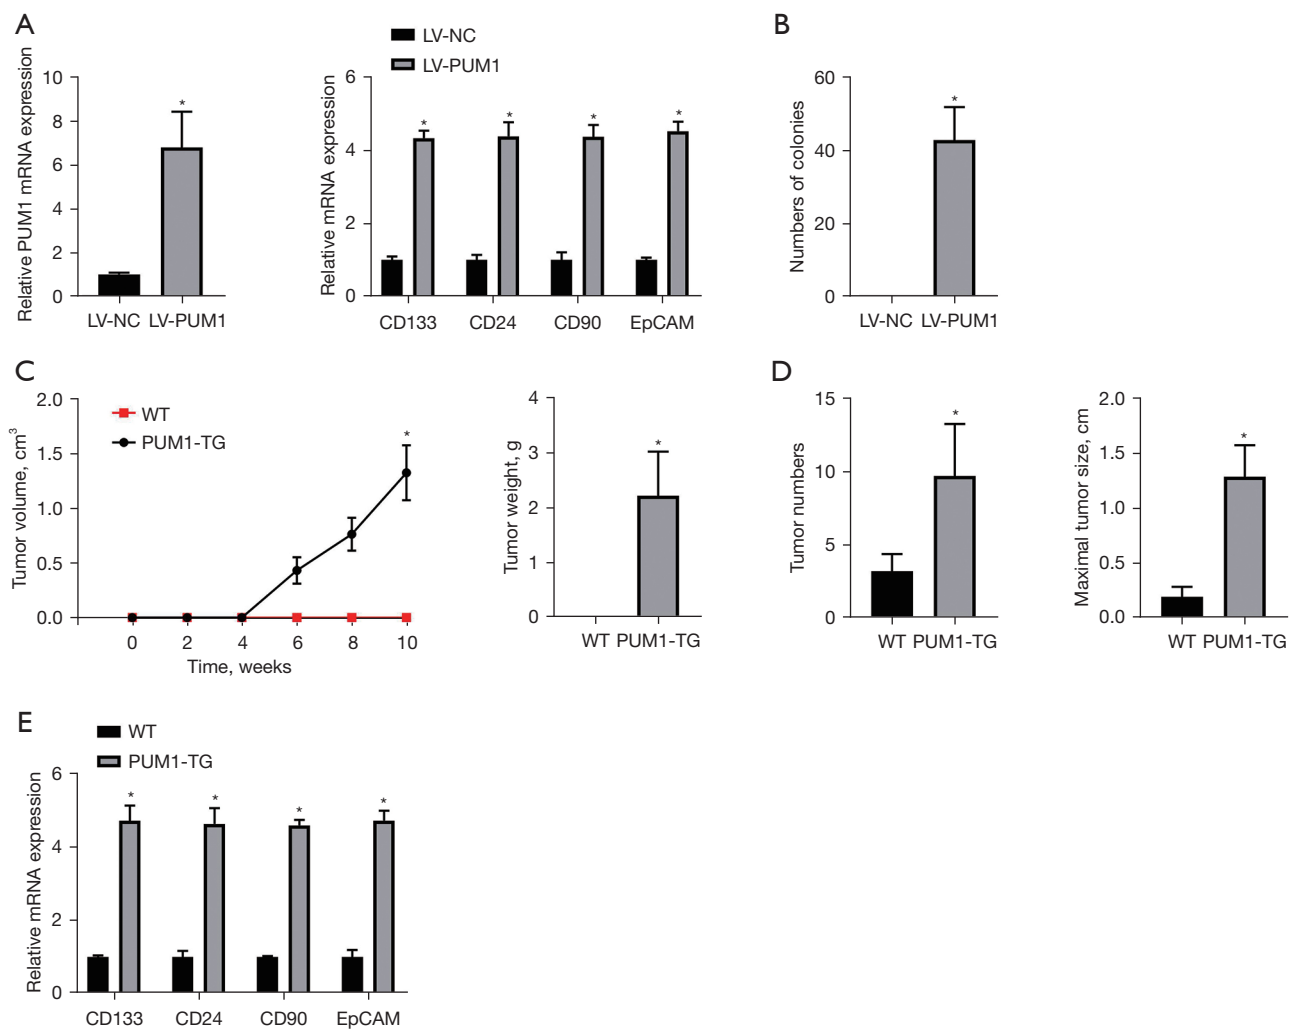 A
LV-NC
LV-PUM1
Relative PUM1 mRNA expression
10
8
6
4
2
0
*
LV-NC LV-PUM1
Relative mRNA expression
6
4
2
0
* * * *
CD133 CD24 CD90 EpCAM
B
Numbers of colonies
60
40
20
0
*
LV-NC LV-PUM1
C
Tumor volume, cm3
2.0
1.5
1.0
0.5
0.0
WT
PUM1-TG
*
0 2 4 6 8 10
Time, weeks
Tumor weight, g
4
3
2
1
0
*
WT PUM1-TG
D
Tumor numbers
15
10
5
0
*
WT PUM1-TG
Maximal tumor size, cm
2.0
1.5
1.0
0.5
0.0
*
WT PUM1-TG
E
WT
PUM1-TG
Relative mRNA expression
6
4
2
0
* * * *
CD133 CD24 CD90 EpCAM